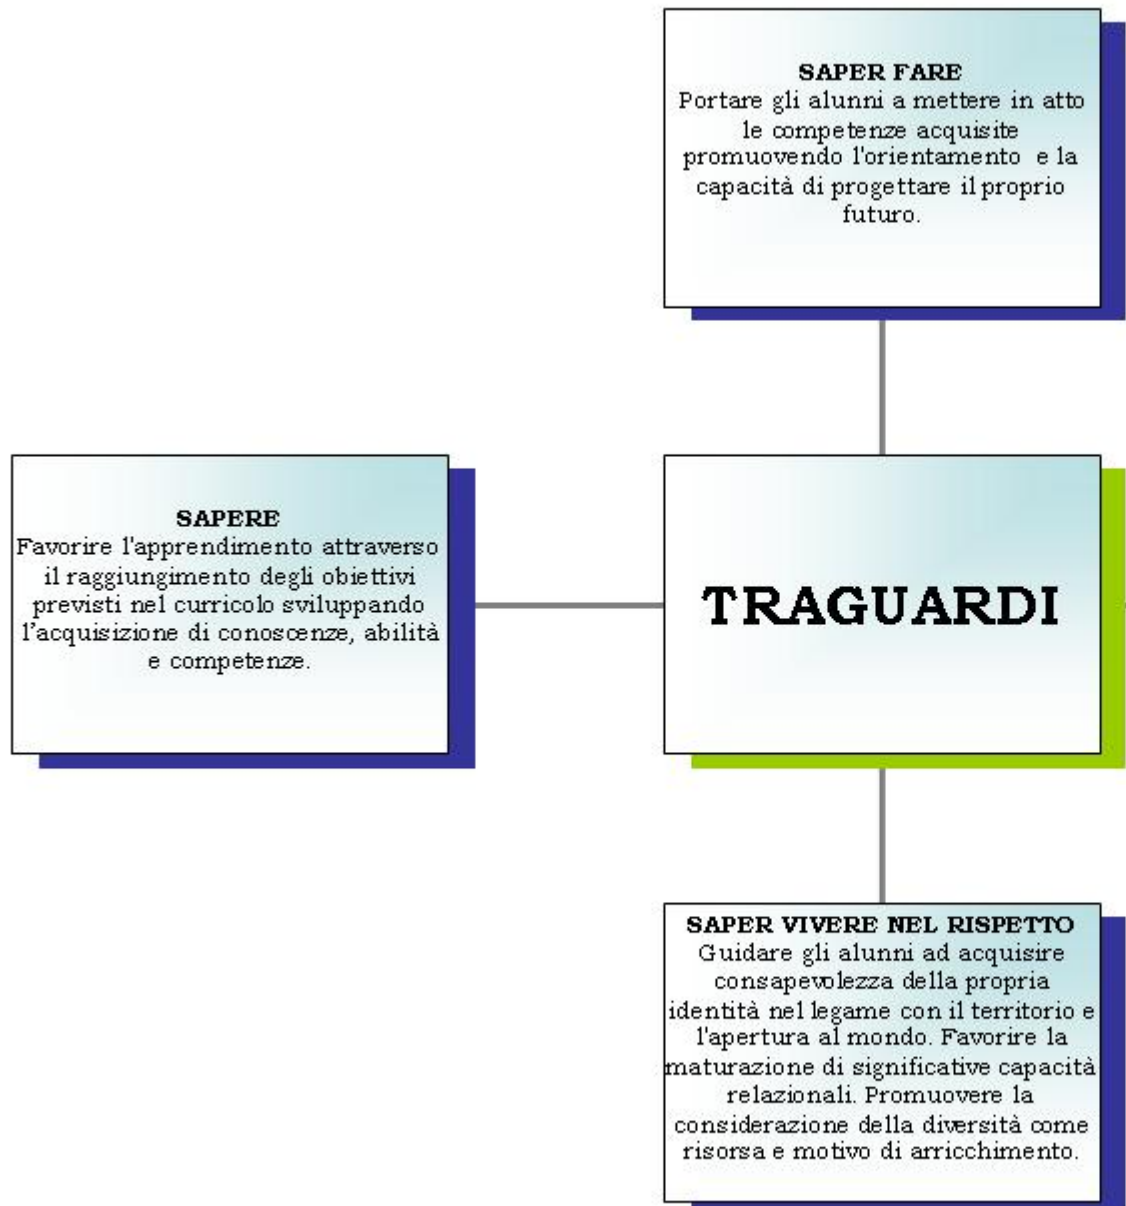 SAPER FARE
Portare gli alunni a mettere in atto
le competenze acquisite
promuovendo l'orientamento e la
capacità di progettare il proprio
futuro.
SAPERE
Favorire l'apprendimento attraverso
il raggiungimento degli obiettivi
previsti nel curricolo sviluppando
l'acquisizione di conoscenze, abilità
e competenze.
TRAGUARDI
SAPER VIVERE NEL RISPETTO
Guidare gli alunni ad acquisire
consapevolezza della propria
identità nel legame con il territorio e
l'apertura al mondo. Favorire la
maturazione di significative capacità
relazionali. Promuovere la
considerazione della diversità come
risorsa e motivo di arricchimento.